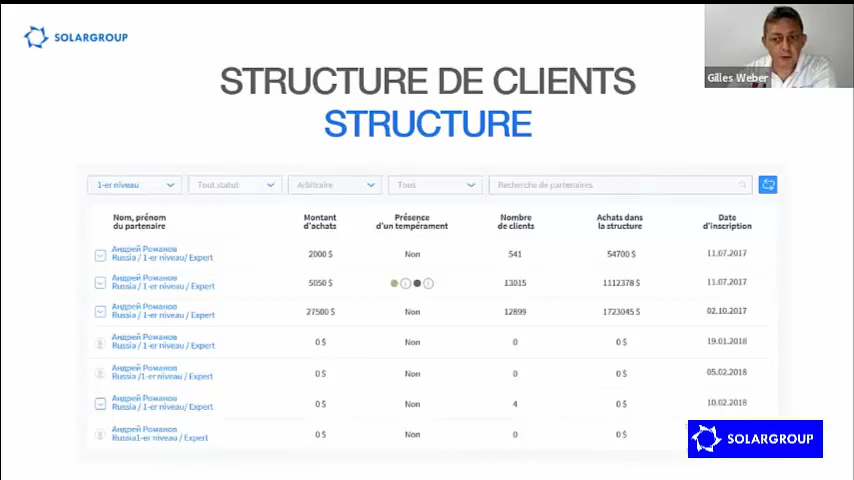 SOLARGROUP
Gilles Weber
STRUCTURE DE CLIENTS
STRUCTURE
1-er niveau
Tout statut
Arbitraire
Tous
Recherche de partenaires
Nom, prénom du partenaire
Montant d'achats
Présence d'un tempérament
Nombre de clients
Achats dans la structure
Date d'inscription
Андрей Романов
Russia / 1-er niveau/ Expert
2000 $
Non
541
54700 $
11.07.2017
Андрей Романов
Russia / 1-er niveau / Expert
5050 $
13015
1112378 $
11.07.2017
Андрей Романов
Russia / 1-er niveau / Expert
27500 $
Non
12899
1723045 $
02.10.2017
Андрей Романов
Russia / 1-er niveau / Expert
0 $
Non
0
0 $
19.01.2018
Андрей Романов
Russia /1-er niveau / Expert
0 $
Non
0
0 $
05.02.2018
Андрей Романов
Russia / 1-er niveau/ Expert
0 $
Non
4
0 $
10.02.2018
Андрей Романов
Russia1-er niveau / Expert
0 $
Non
0
0 $
SOLARGROUP